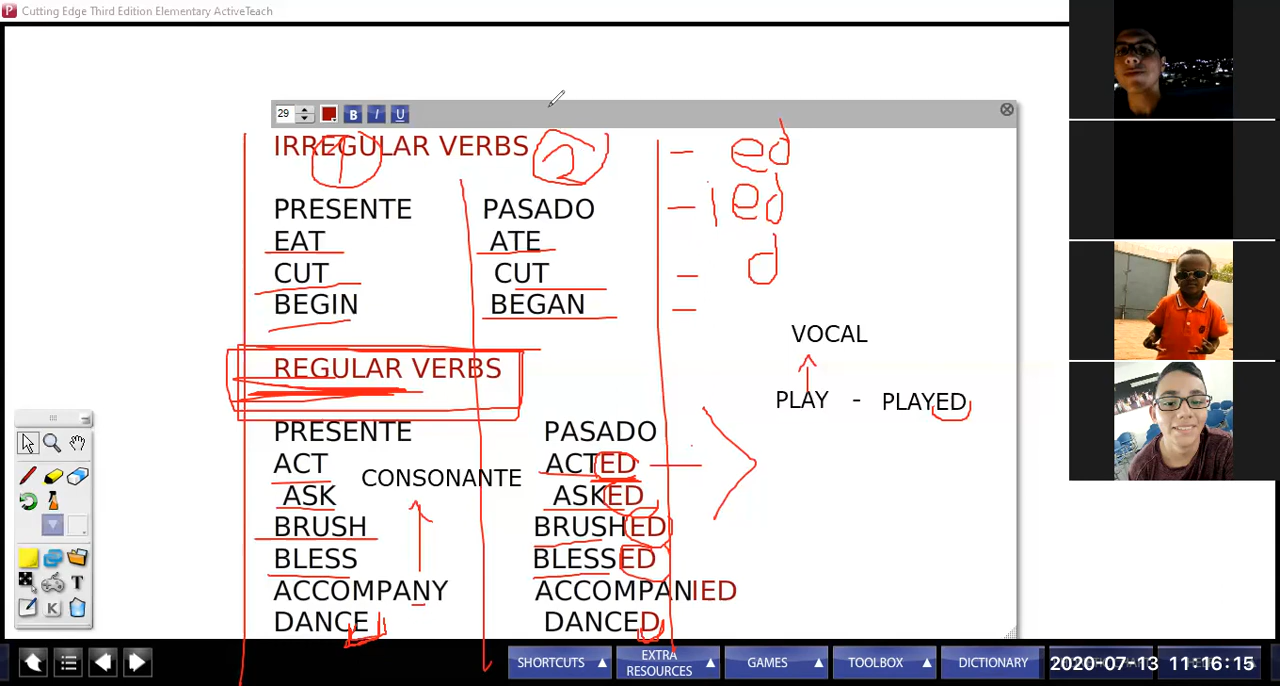 Cutting Edge Third Edition Elementary ActiveTeach
29 B I U
IRREGULAR VERBS
1 2
PRESENTE PASADO
EAT ATE
CUT CUT
BEGIN BEGAN
- ed
- ied
- d
-
REGULAR VERBS
PRESENTE PASADO
ACT ACTED
ASK ASKED
BRUSH BRUSHED
BLESS BLESSED
ACCOMPANY ACCOMPANIED
DANCE DANCED
CONSONANTE
VOCAL
PLAY - PLAYED
T
K
SHORTCUTS
EXTRA
RESOURCES
GAMES
TOOLBOX
DICTIONARY
2020-07-13 11:16:15